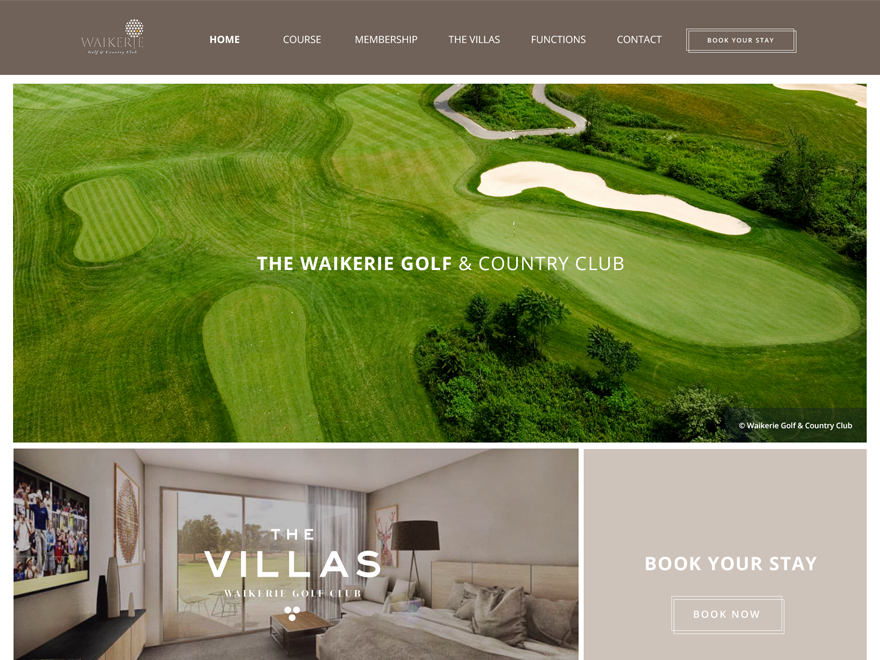 WAIKERIE
Golf & Country Club
HOME
COURSE
MEMBERSHIP
THE VILLAS
FUNCTIONS
CONTACT
BOOK YOUR STAY
THE WAIKERIE GOLF & COUNTRY CLUB
© Waikerie Golf & Country Club
THE
VILLAS
WAIKERIE GOLF CLUB
BOOK YOUR STAY
BOOK NOW